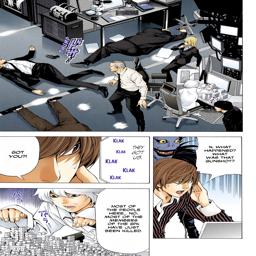 N, WHAT
HAPPENED?
WHAT
WAS THAT
GUNSHOT?
THEY
GOT
US.
KLAK
KLAK
KLAK
KLAK
KLAK
GOT
YOU?!
MOST OF
THE PEOPLE
HERE... NO.
MOST OF THE
MEMBERS
OF THE SPK
HAVE JUST
BEEN KILLED.